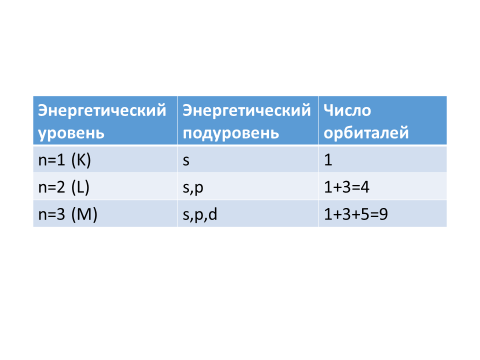 Энергетический Энергетический Число
уровень подуровень орбиталей
n=1 (K) s 1
n=2 (L) s,p 1+3=4
n=3 (M) s,p,d 1+3+5=9